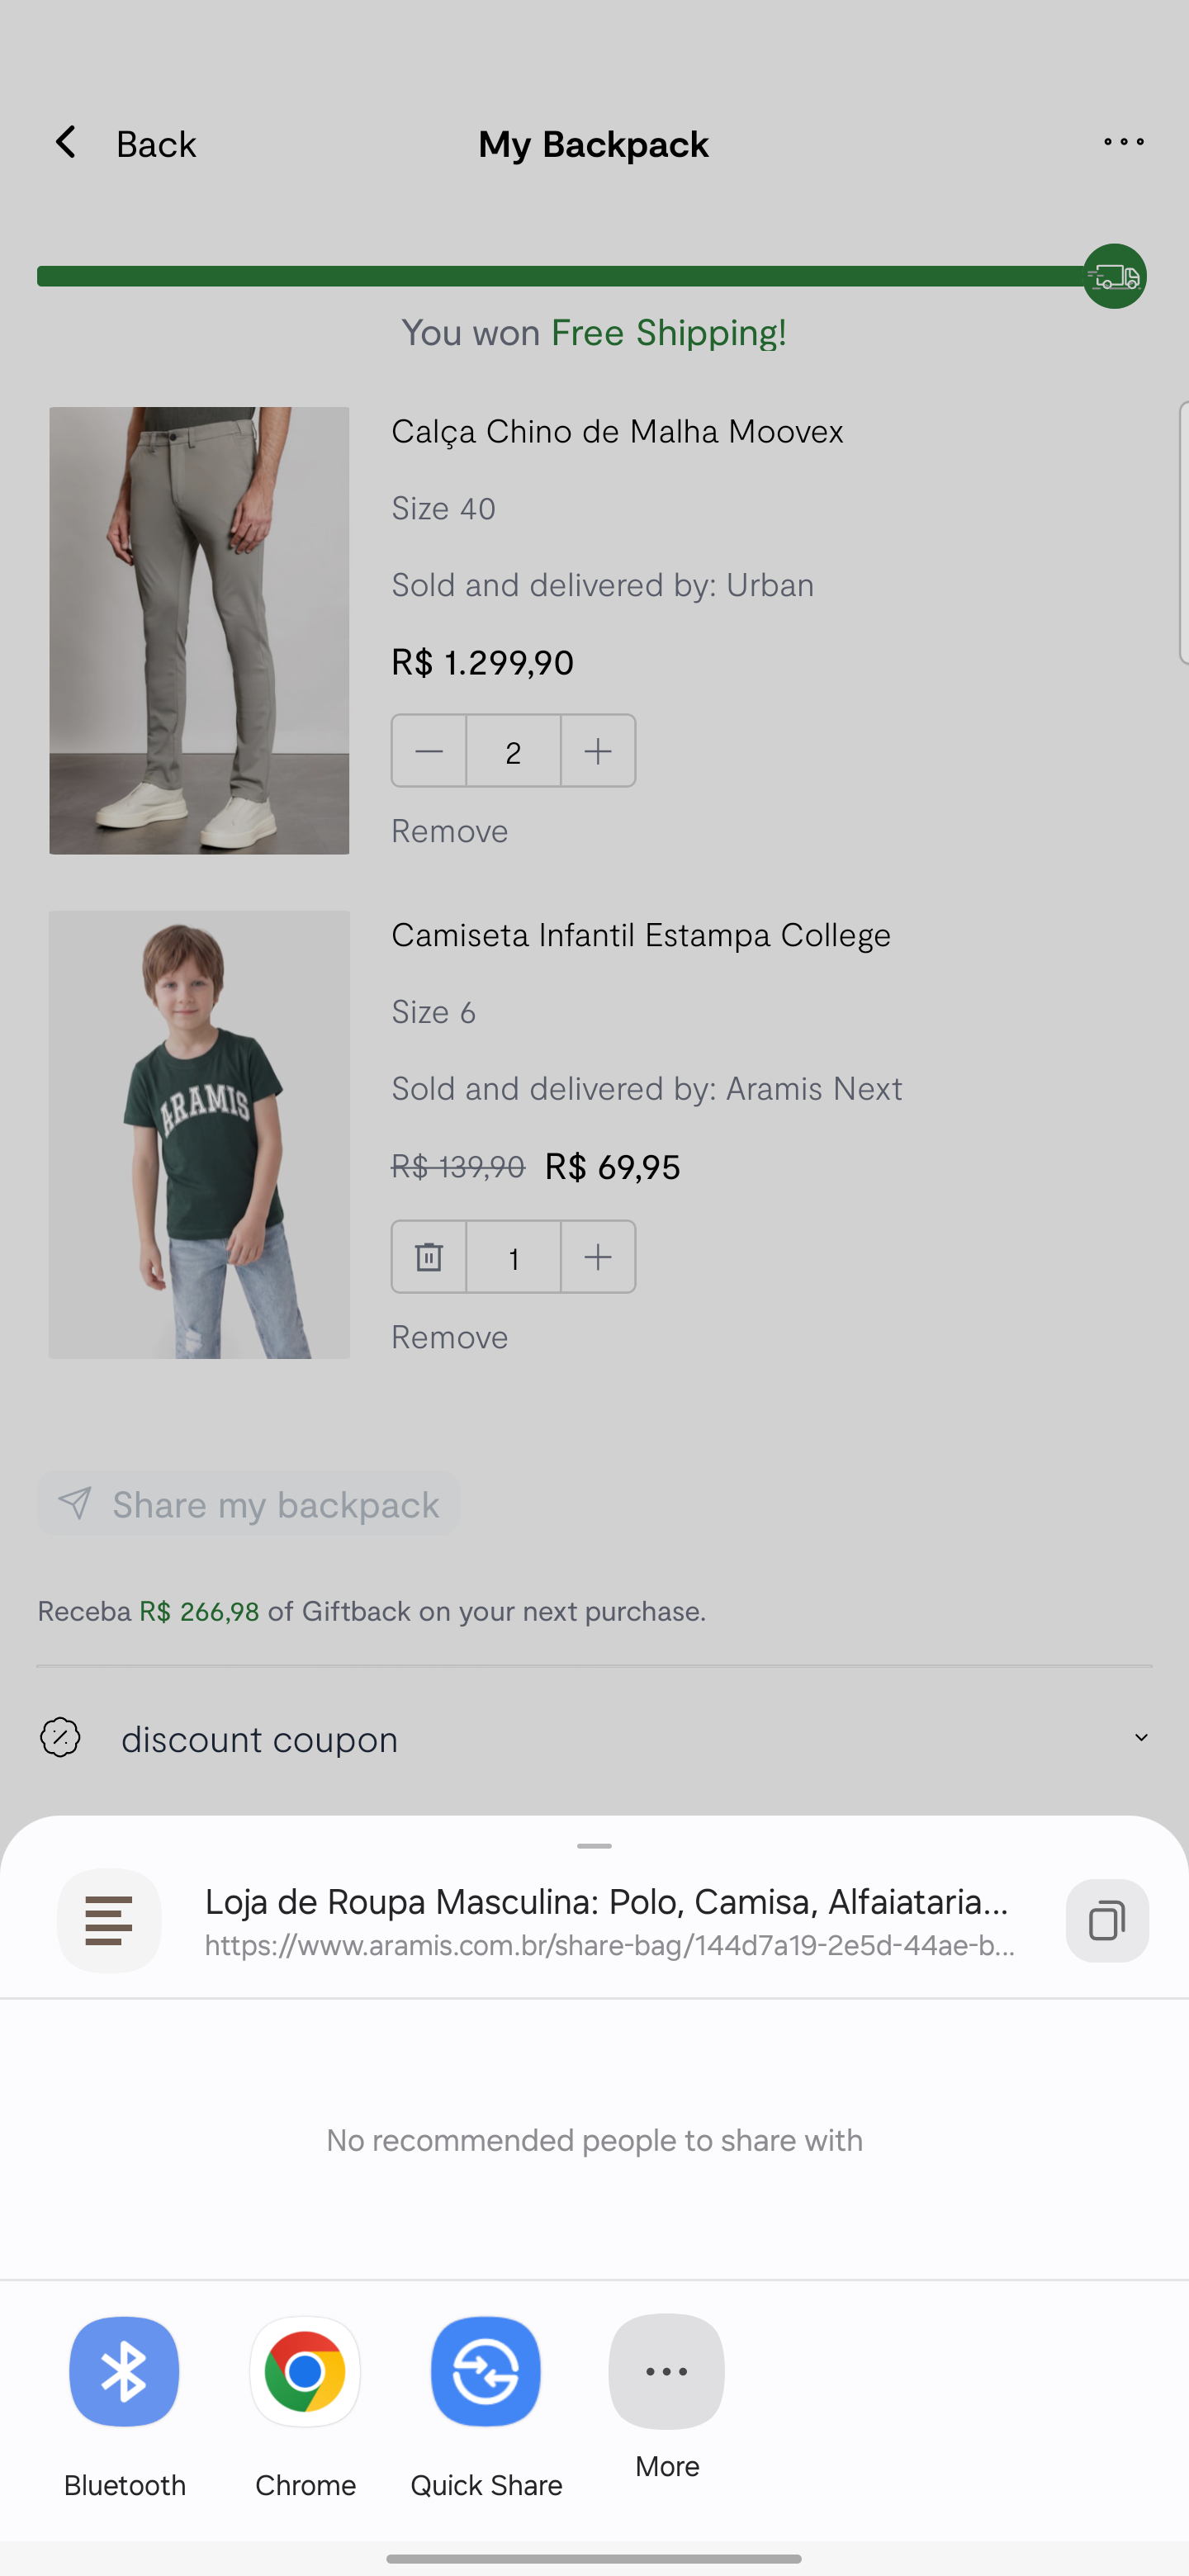 Back
My Backpack
You won Free Shipping!
Calça Chino de Malha Moovex
Size 40
Sold and delivered by: Urban
R$ 1.299,90
2
Remove
Camiseta Infantil Estampa College
ARAMIS
Size 6
Sold and delivered by: Aramis Next
R$ 139,90 R$ 69,95
1
Remove
Share my backpack
Receba R$ 266,98 of Giftback on your next purchase.
discount coupon
Loja de Roupa Masculina: Polo, Camisa, Alfaiataria...
https://www.aramis.com.br/share-bag/144d7a19-2e5d-44ae-b...
No recommended people to share with
Bluetooth
Chrome
Quick Share
More